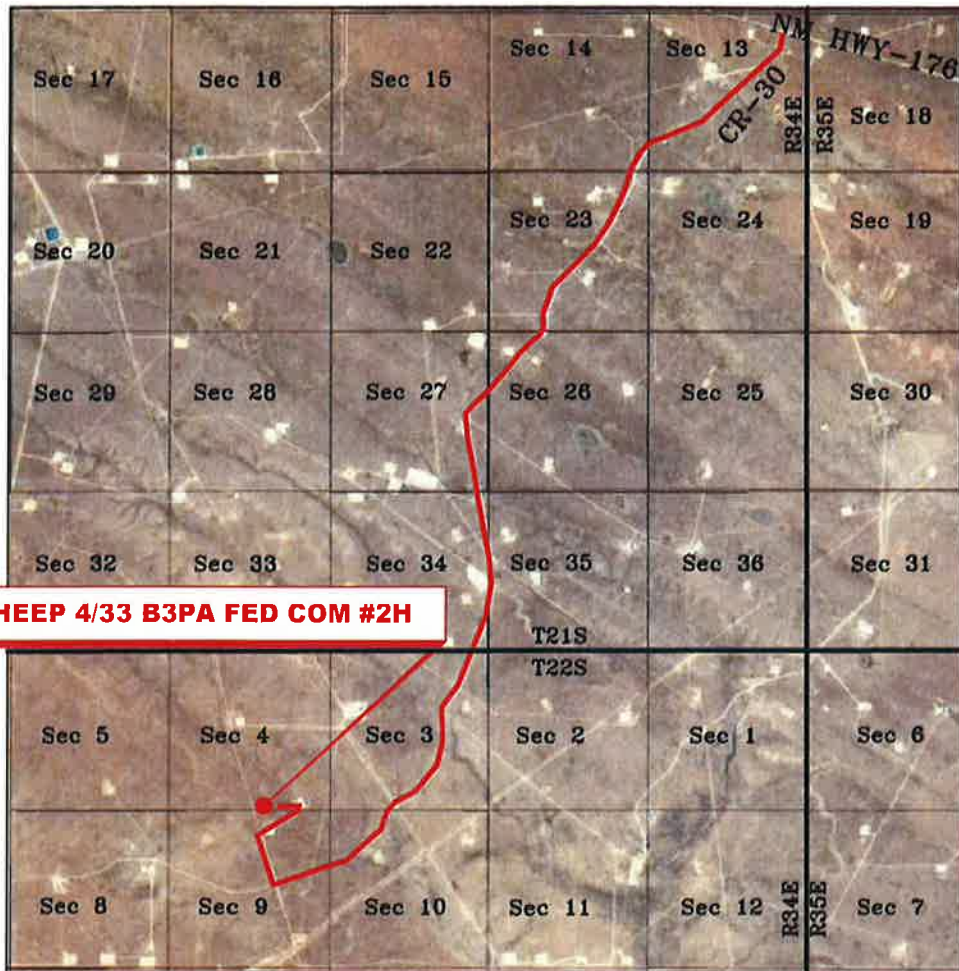 NM HWY-176
Sec 17
Sec 16
Sec 15
Sec 14
Sec 13
CR-30
R34E
R35E
Sec 18
Sec 20
Sec 21
Sec 22
Sec 23
Sec 24
Sec 19
Sec 29
Sec 28
Sec 27
Sec 26
Sec 25
Sec 30
Sec 32
Sec 33
Sec 34
Sec 35
Sec 36
Sec 31
HEEP 4/33 B3PA FED COM #2H
T21S
T22S
Sec 5
Sec 4
Sec 3
Sec 2
Sec 1
Sec 6
Sec 8
Sec 9
Sec 10
Sec 11
Sec 12
R34E
R35E
Sec 7